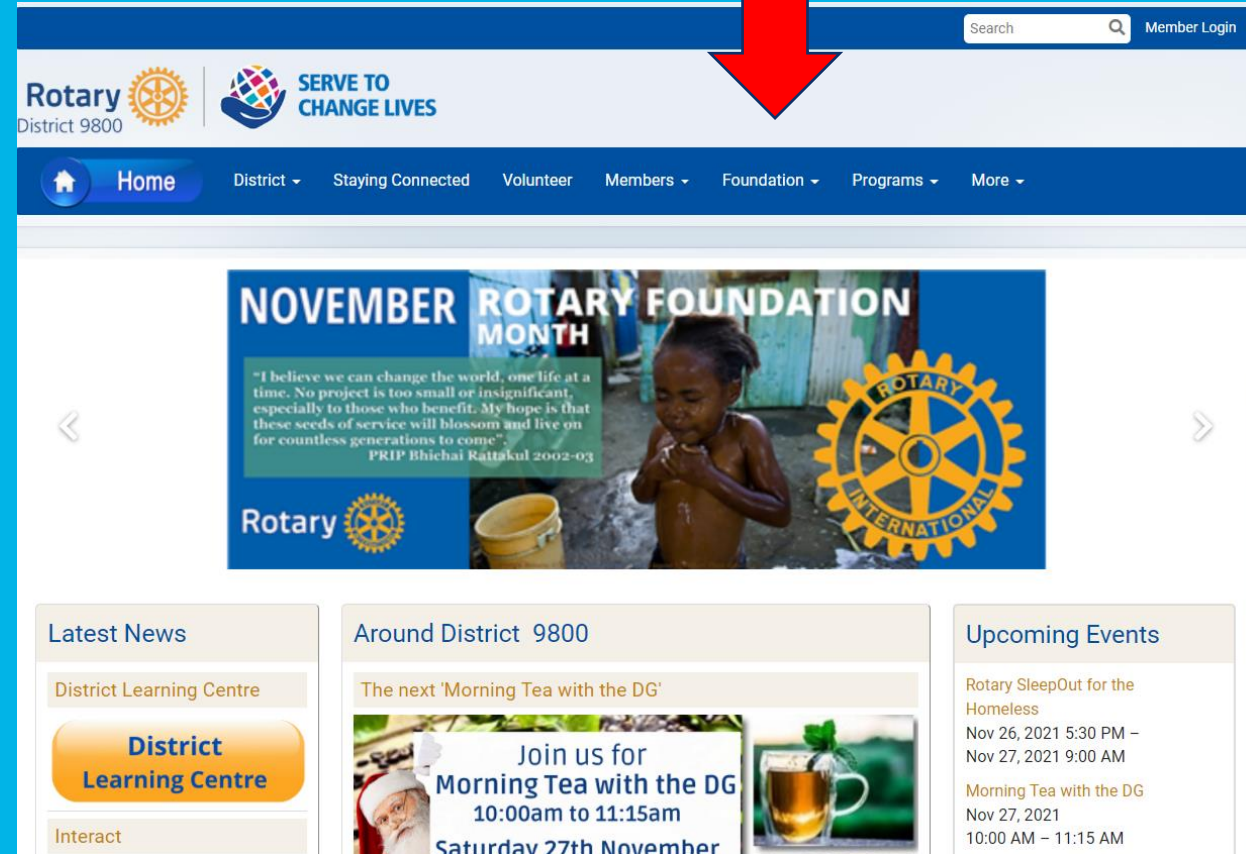 Search
Member Login
Rotary
District 9800
SERVE TO
CHANGE LIVES
Home
District
Staying Connected
Volunteer
Members
Foundation
Programs
More
NOVEMBER
ROTARY FOUNDATION
MONTH
"I believe we can change the world, one life at a
time. No project is too small or insignificant,
especially to those who benefit. My hope is that
these seeds of service will blossom and live on
for countless generations to come".
PRIP Bhichai Rattakul 2002-03
Rotary
ROTARY
INTERNATIONAL
Latest News
District Learning Centre
District
Learning Centre
Interact
Around District 9800
The next 'Morning Tea with the DG'
Join us for
Morning Tea with the DG
10:00am to 11:15am
Saturday 27th November
Upcoming Events
Rotary SleepOut for the
Homeless
Nov 26, 2021 5:30 PM –
Nov 27, 2021 9:00 AM
Morning Tea with the DG
Nov 27, 2021
10:00 AM – 11:15 AM